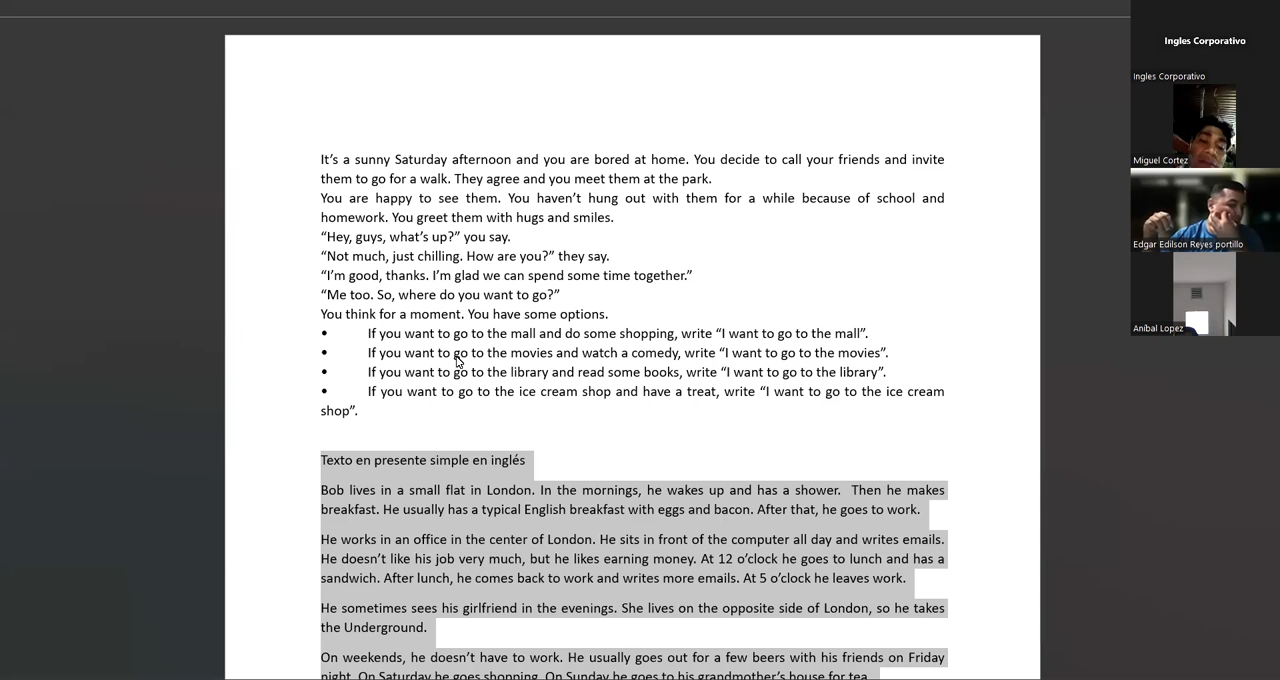 It’s a sunny Saturday afternoon and you are bored at home. You decide to call your friends and invite
them to go for a walk. They agree and you meet them at the park.
You are happy to see them. You haven’t hung out with them for a while because of school and
homework. You greet them with hugs and smiles.
“Hey, guys, what’s up?” you say.
“Not much, just chilling. How are you?” they say.
“I’m good, thanks. I’m glad we can spend some time together.”
“Me too. So, where do you want to go?”
You think for a moment. You have some options.
• If you want to go to the mall and do some shopping, write “I want to go to the mall”.
• If you want to go to the movies and watch a comedy, write “I want to go to the movies”.
• If you want to go to the library and read some books, write “I want to go to the library”.
• If you want to go to the ice cream shop and have a treat, write “I want to go to the ice cream
shop”.
Texto en presente simple en inglés
Bob lives in a small flat in London. In the mornings, he wakes up and has a shower. Then he makes
breakfast. He usually has a typical English breakfast with eggs and bacon. After that, he goes to work.
He works in an office in the center of London. He sits in front of the computer all day and writes emails.
He doesn’t like his job very much, but he likes earning money. At 12 o’clock he goes to lunch and has a
sandwich. After lunch, he comes back to work and writes more emails. At 5 o’clock he leaves work.
He sometimes sees his girlfriend in the evenings. She lives on the opposite side of London, so he takes
the Underground.
On weekends, he doesn’t have to work. He usually goes out for a few beers with his friends on Friday
night. On Saturday he goes shopping. On Sunday he goes to his grandmother’s house for tea.
Ingles Corporativo
Ingles Corporativo
Miguel Cortez
Edgar Edilson Reyes portillo
Aníbal Lopez